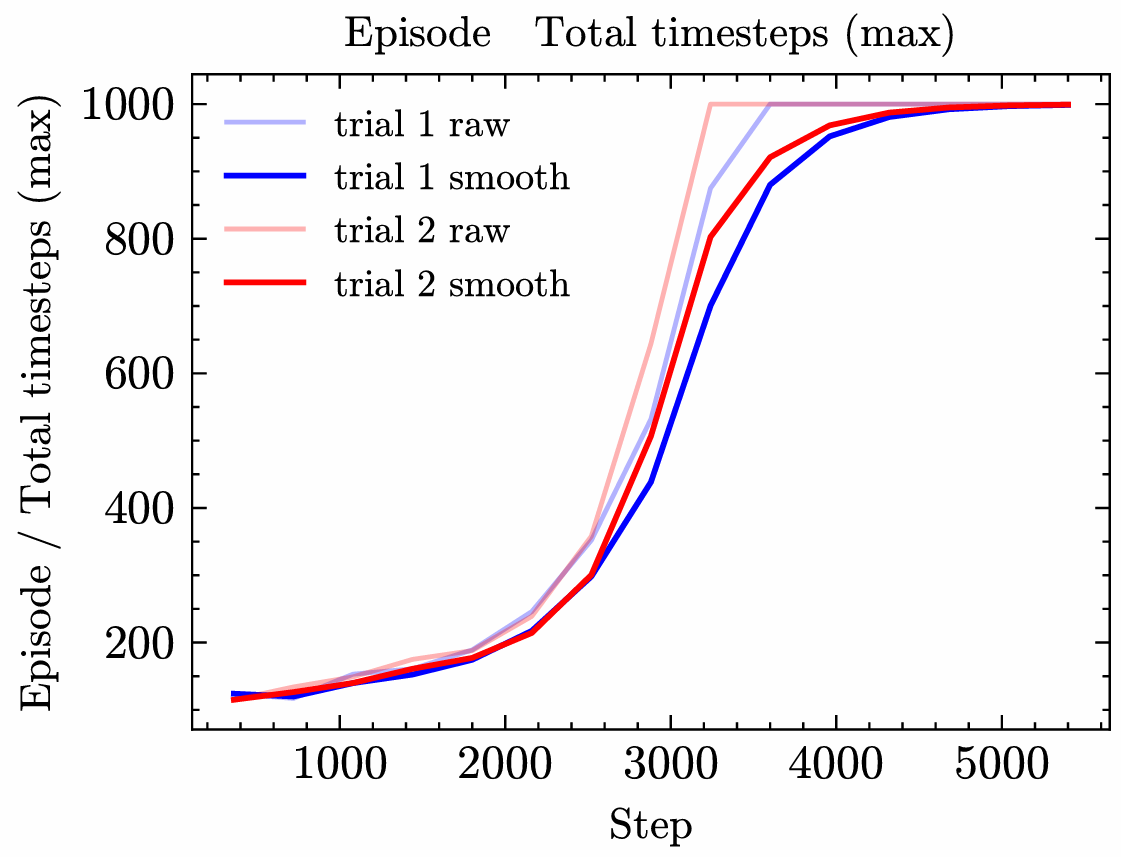 Episode Total timesteps (max)
Episode / Total timesteps (max)
1000
800
600
400
200
trial 1 raw
trial 1 smooth
trial 2 raw
trial 2 smooth
1000 2000 3000 4000 5000
Step